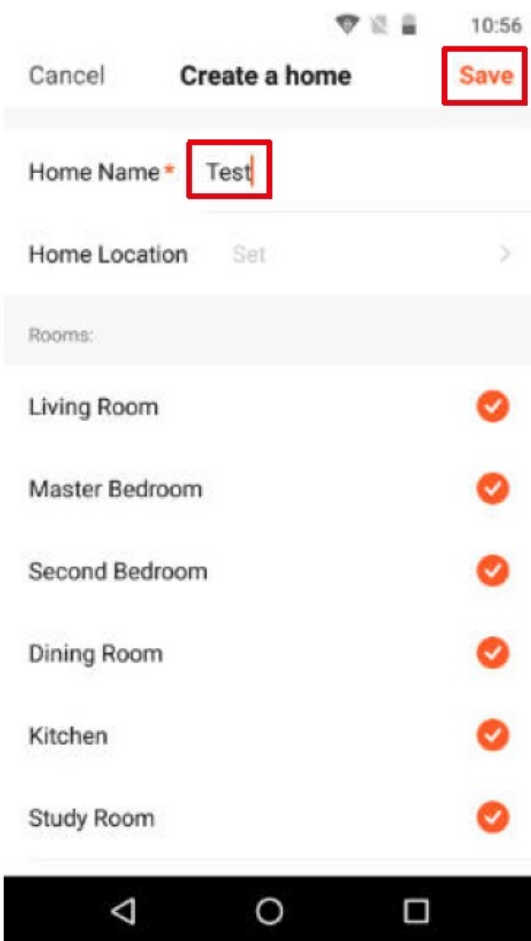 10:56
Cancel Create a home Save
Home Name * Test
Home Location Set
Rooms:
Living Room
Master Bedroom
Second Bedroom
Dining Room
Kitchen
Study Room